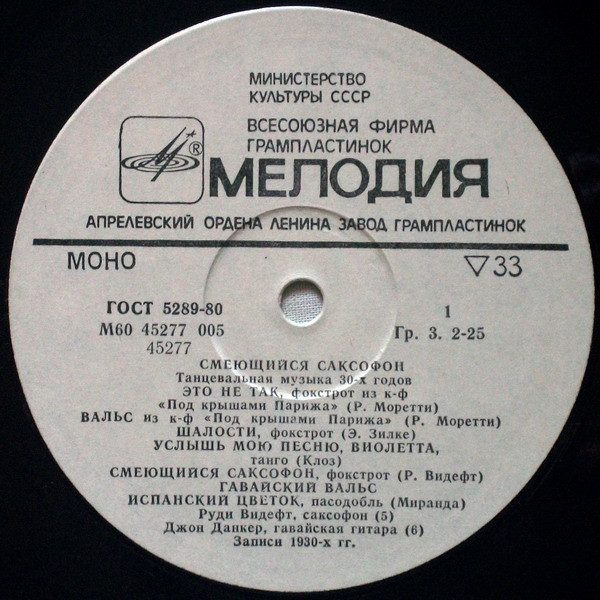 МИНИСТЕРСТВО
КУЛЬТУРЫ СССР
ВСЕСОЮЗНАЯ ФИРМА
ГРАМПЛАСТИНОК
®
МЕЛОДИЯ
АПРЕЛЕВСКИЙ ОРДЕНА ЛЕНИНА ЗАВОД ГРАМПЛАСТИНОК
МОНО ▽33
ГОСТ 5289-80 1
М60 45277 005 Гр. 3. 2-25
45277
СМЕЮЩИЙСЯ САКСОФОН
Танцевальная музыка 30-х годов
ЭТО НЕ ТАК, фокстрот из к-ф
«Под крышами Парижа» (Р. Моретти)
ВАЛЬС из к-ф «Под крышами Парижа» (Р. Моретти)
ШАЛОСТИ, фокстрот (Э. Зилке)
УСЛЫШЬ МОЮ ПЕСНЮ, ВИОЛЕТТА,
танго (Клоз)
СМЕЮЩИЙСЯ САКСОФОН, фокстрот (Р. Видефт)
ГАВАЙСКИЙ ВАЛЬС
ИСПАНСКИЙ ЦВЕТОК, пасодобль (Миранда)
Руди Видефт, саксофон (5)
Джон Данкер, гавайская гитара (6)
Записи 1930-х гг.